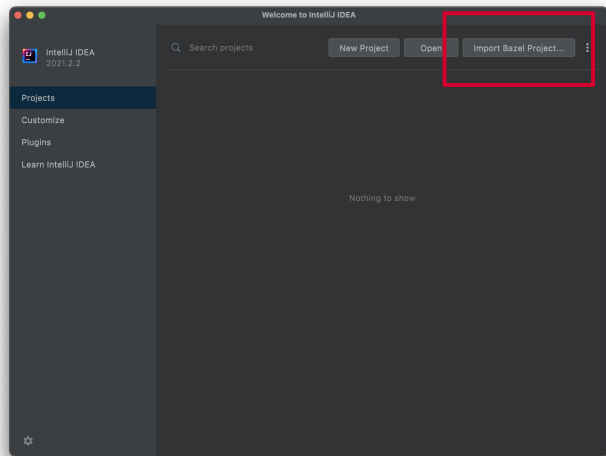 Welcome to IntelliJ IDEA
IJ
IntelliJ IDEA
2021.2.2
Search projects
New Project
Open
Import Bazel Project...
Projects
Customize
Plugins
Learn IntelliJ IDEA
Nothing to show